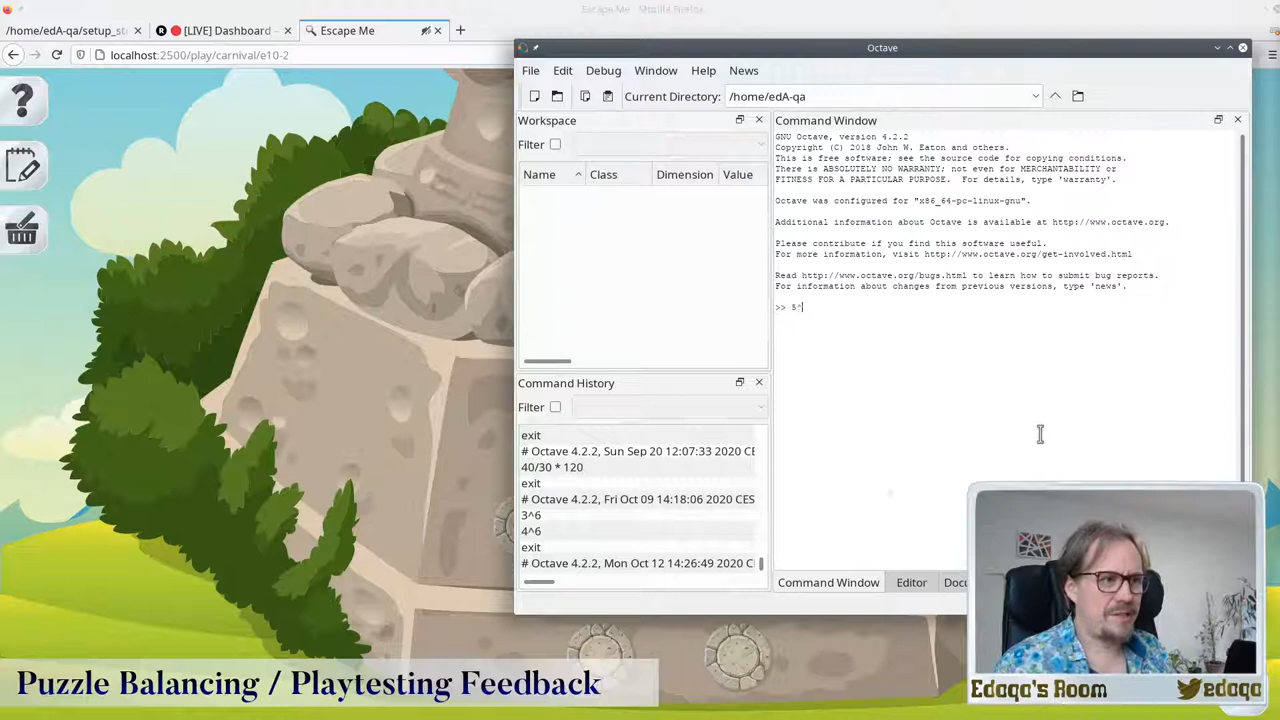 Escape Me - Mozilla Firefox
/home/edA-qa/setup_st
[LIVE] Dashboard -
Escape Me
localhost:2500/play/carnival/e10-2
Octave
File Edit Debug Window Help News
Current Directory: /home/edA-qa
Workspace
Filter
Name Class Dimension Value
Command History
Filter
exit
# Octave 4.2.2, Sun Sep 20 12:07:33 2020 CE
40/30 * 120
exit
# Octave 4.2.2, Fri Oct 09 14:18:06 2020 CES
3^6
4^6
exit
# Octave 4.2.2, Mon Oct 12 14:26:49 2020 C
Command Window
GNU Octave, version 4.2.2
Copyright (C) 2018 John W. Eaton and others.
This is free software; see the source code for copying conditions.
There is ABSOLUTELY NO WARRANTY; not even for MERCHANTABILITY or
FITNESS FOR A PARTICULAR PURPOSE. For details, type 'warranty'.
Octave was configured for "x86_64-pc-linux-gnu".
Additional information about Octave is available at http://www.octave.org.
Please contribute if you find this software useful.
For more information, visit http://www.octave.org/get-involved.html
Read http://www.octave.org/bugs.html to learn how to submit bug reports.
For information about changes from previous versions, type 'news'.
>> 5^
Command Window Editor Docu
Puzzle Balancing / Playtesting Feedback
Edaqa's Room
edaqa